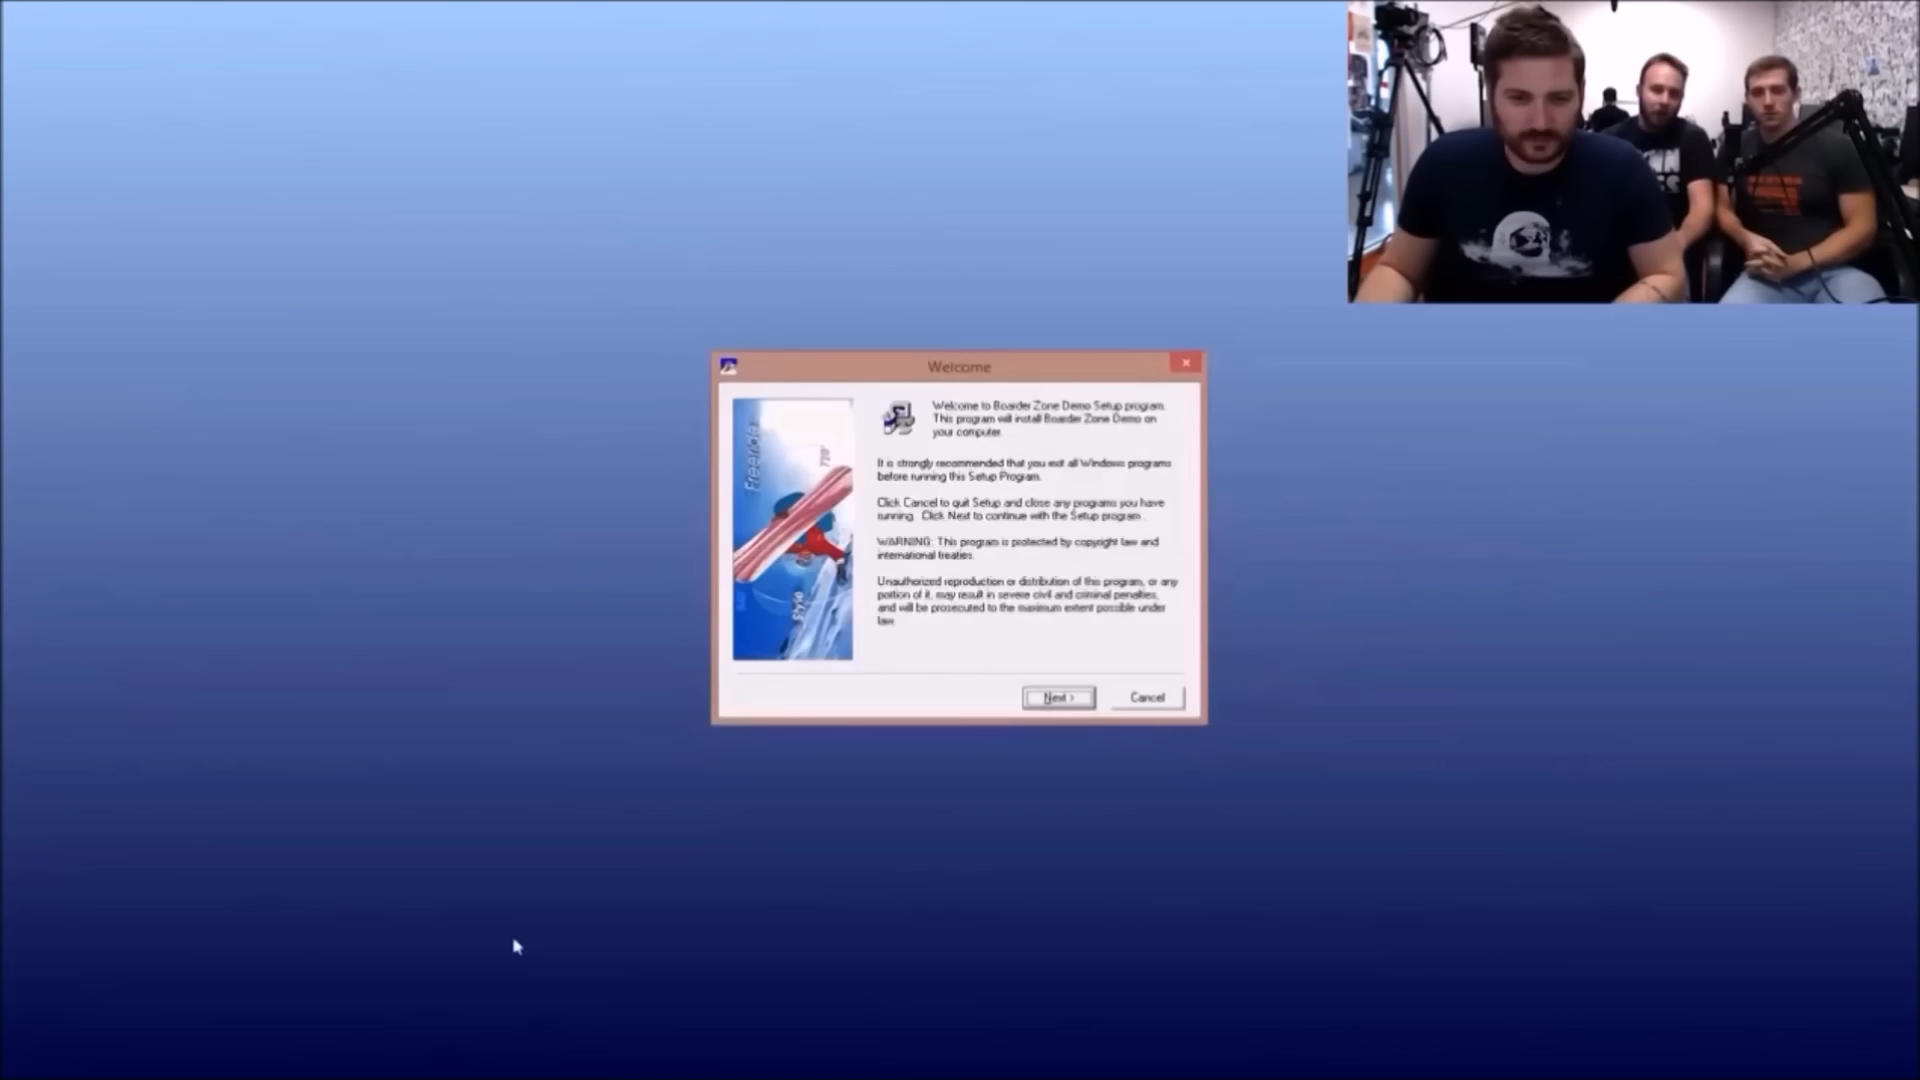 Welcome
Welcome to Boarder Zone Demo Setup program.
This program will install Boarder Zone Demo on
your computer.
It is strongly recommended that you exit all Windows programs
before running this Setup Program.
Click Cancel to quit Setup and close any programs you have
running. Click Next to continue with the Setup program.
WARNING: This program is protected by copyright law and
international treaties.
Unauthorized reproduction or distribution of this program, or any
portion of it, may result in severe civil and criminal penalties,
and will be prosecuted to the maximum extent possible under
law.
720°
Style
Next >
Cancel